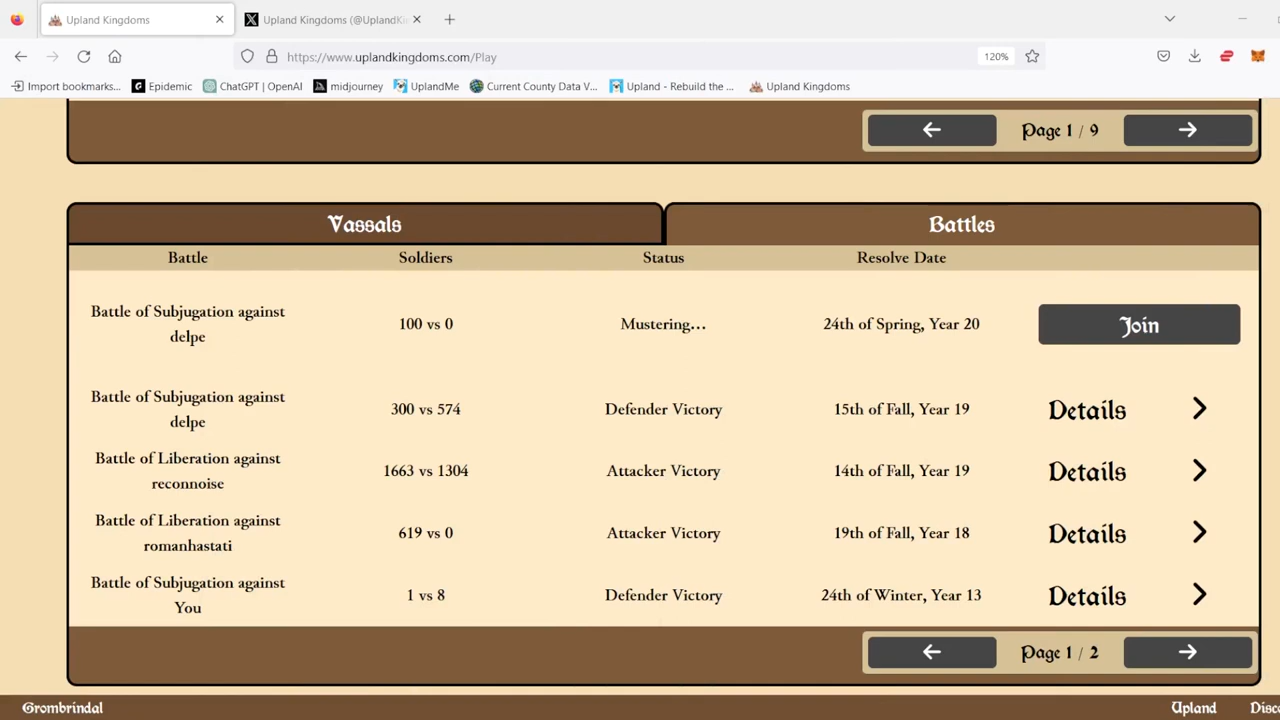 Upland Kingdoms
Upland Kingdoms (@UplandKi
https://www.uplandkingdoms.com/Play
120%
Import bookmarks...
Epidemic
ChatGPT | OpenAI
midjourney
UplandMe
Current County Data V...
Upland - Rebuild the ...
Upland Kingdoms
Page 1 / 9
Vassals
Battles
Battle Soldiers Status Resolve Date
Battle of Subjugation against
delpe
100 vs 0
Mustering...
24th of Spring, Year 20
Join
Battle of Subjugation against
delpe
300 vs 574
Defender Victory
15th of Fall, Year 19
Details
Battle of Liberation against
reconnoise
1663 vs 1304
Attacker Victory
14th of Fall, Year 19
Details
Battle of Liberation against
romanhastati
619 vs 0
Attacker Victory
19th of Fall, Year 18
Details
Battle of Subjugation against
You
1 vs 8
Defender Victory
24th of Winter, Year 13
Details
Page 1 / 2
Grombrindal
Upland
Disc